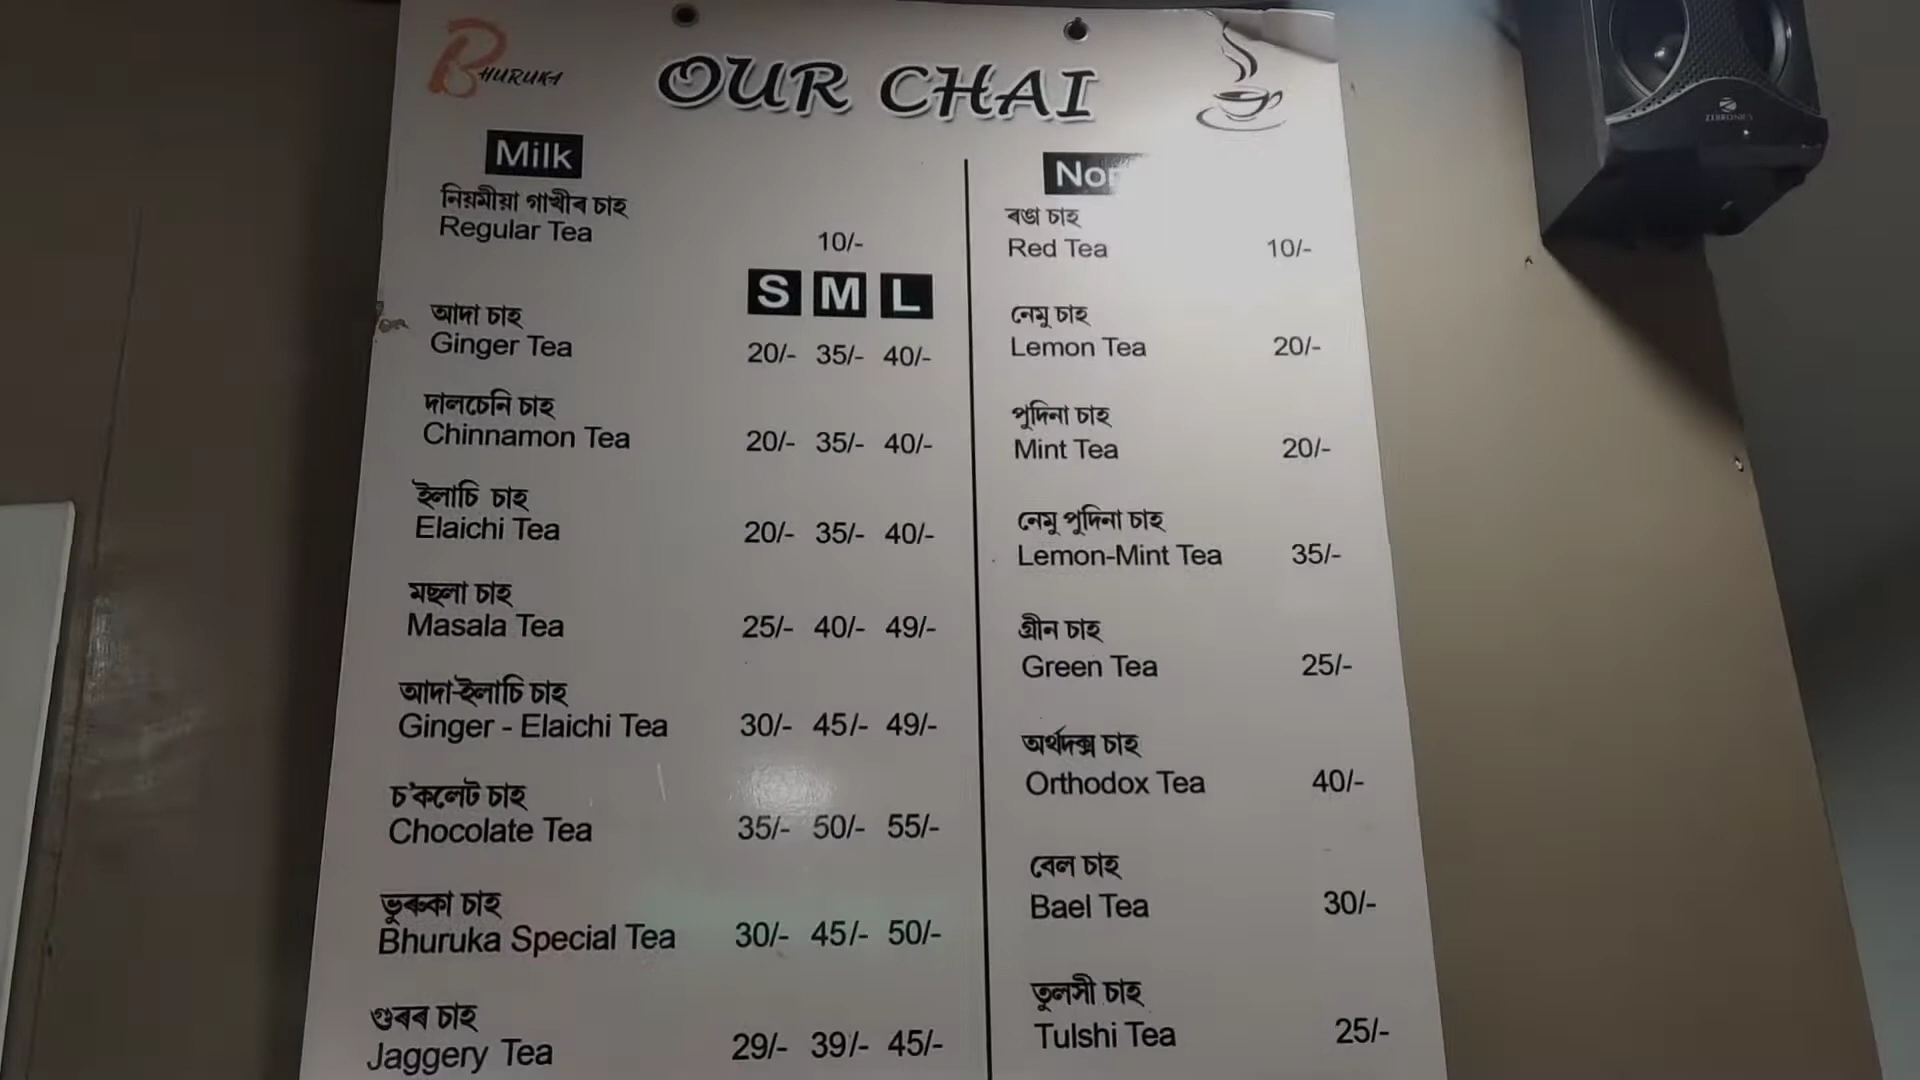 BHURUKA
OUR CHAI
Milk
নিয়মীয়া গাখীৰ চাহ
Regular Tea 10/-
S M L
আদা চাহ
Ginger Tea 20/- 35/- 40/-
দালচেনি চাহ
Chinnamon Tea 20/- 35/- 40/-
ইলাচি চাহ
Elaichi Tea 20/- 35/- 40/-
মছলা চাহ
Masala Tea 25/- 40/- 49/-
আদা-ইলাচি চাহ
Ginger - Elaichi Tea 30/- 45/- 49/-
চ'কলেট চাহ
Chocolate Tea 35/- 50/- 55/-
ভুৰুকা চাহ
Bhuruka Special Tea 30/- 45/- 50/-
গুৰৰ চাহ
Jaggery Tea 29/- 39/- 45/-
ৰঙা চাহ
Red Tea 10/-
নেমু চাহ
Lemon Tea 20/-
পুদিনা চাহ
Mint Tea 20/-
নেমু পুদিনা চাহ
Lemon-Mint Tea 35/-
গ্ৰীন চাহ
Green Tea 25/-
অৰ্থদক্স চাহ
Orthodox Tea 40/-
বেল চাহ
Bael Tea 30/-
তুলসী চাহ
Tulshi Tea 25/-
ZEBRONICS